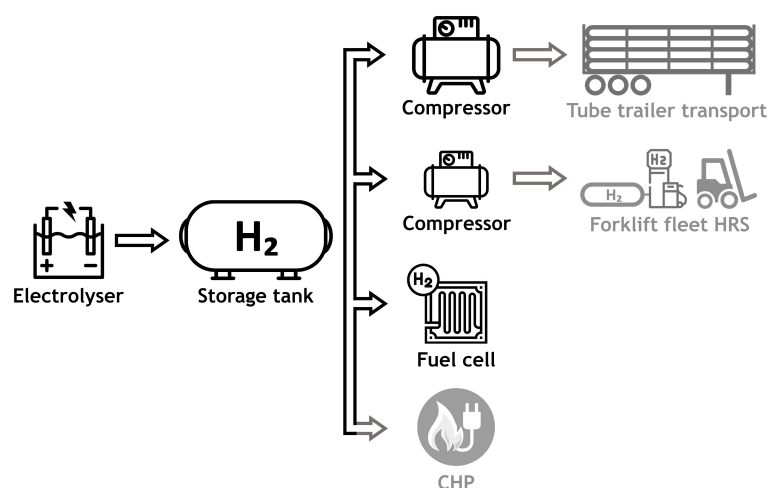 Compressor
Tube trailer transport
H2
H2
Compressor
Forklift fleet HRS
+ −
H₂
Electrolyser
Storage tank
H2
Fuel cell
CHP